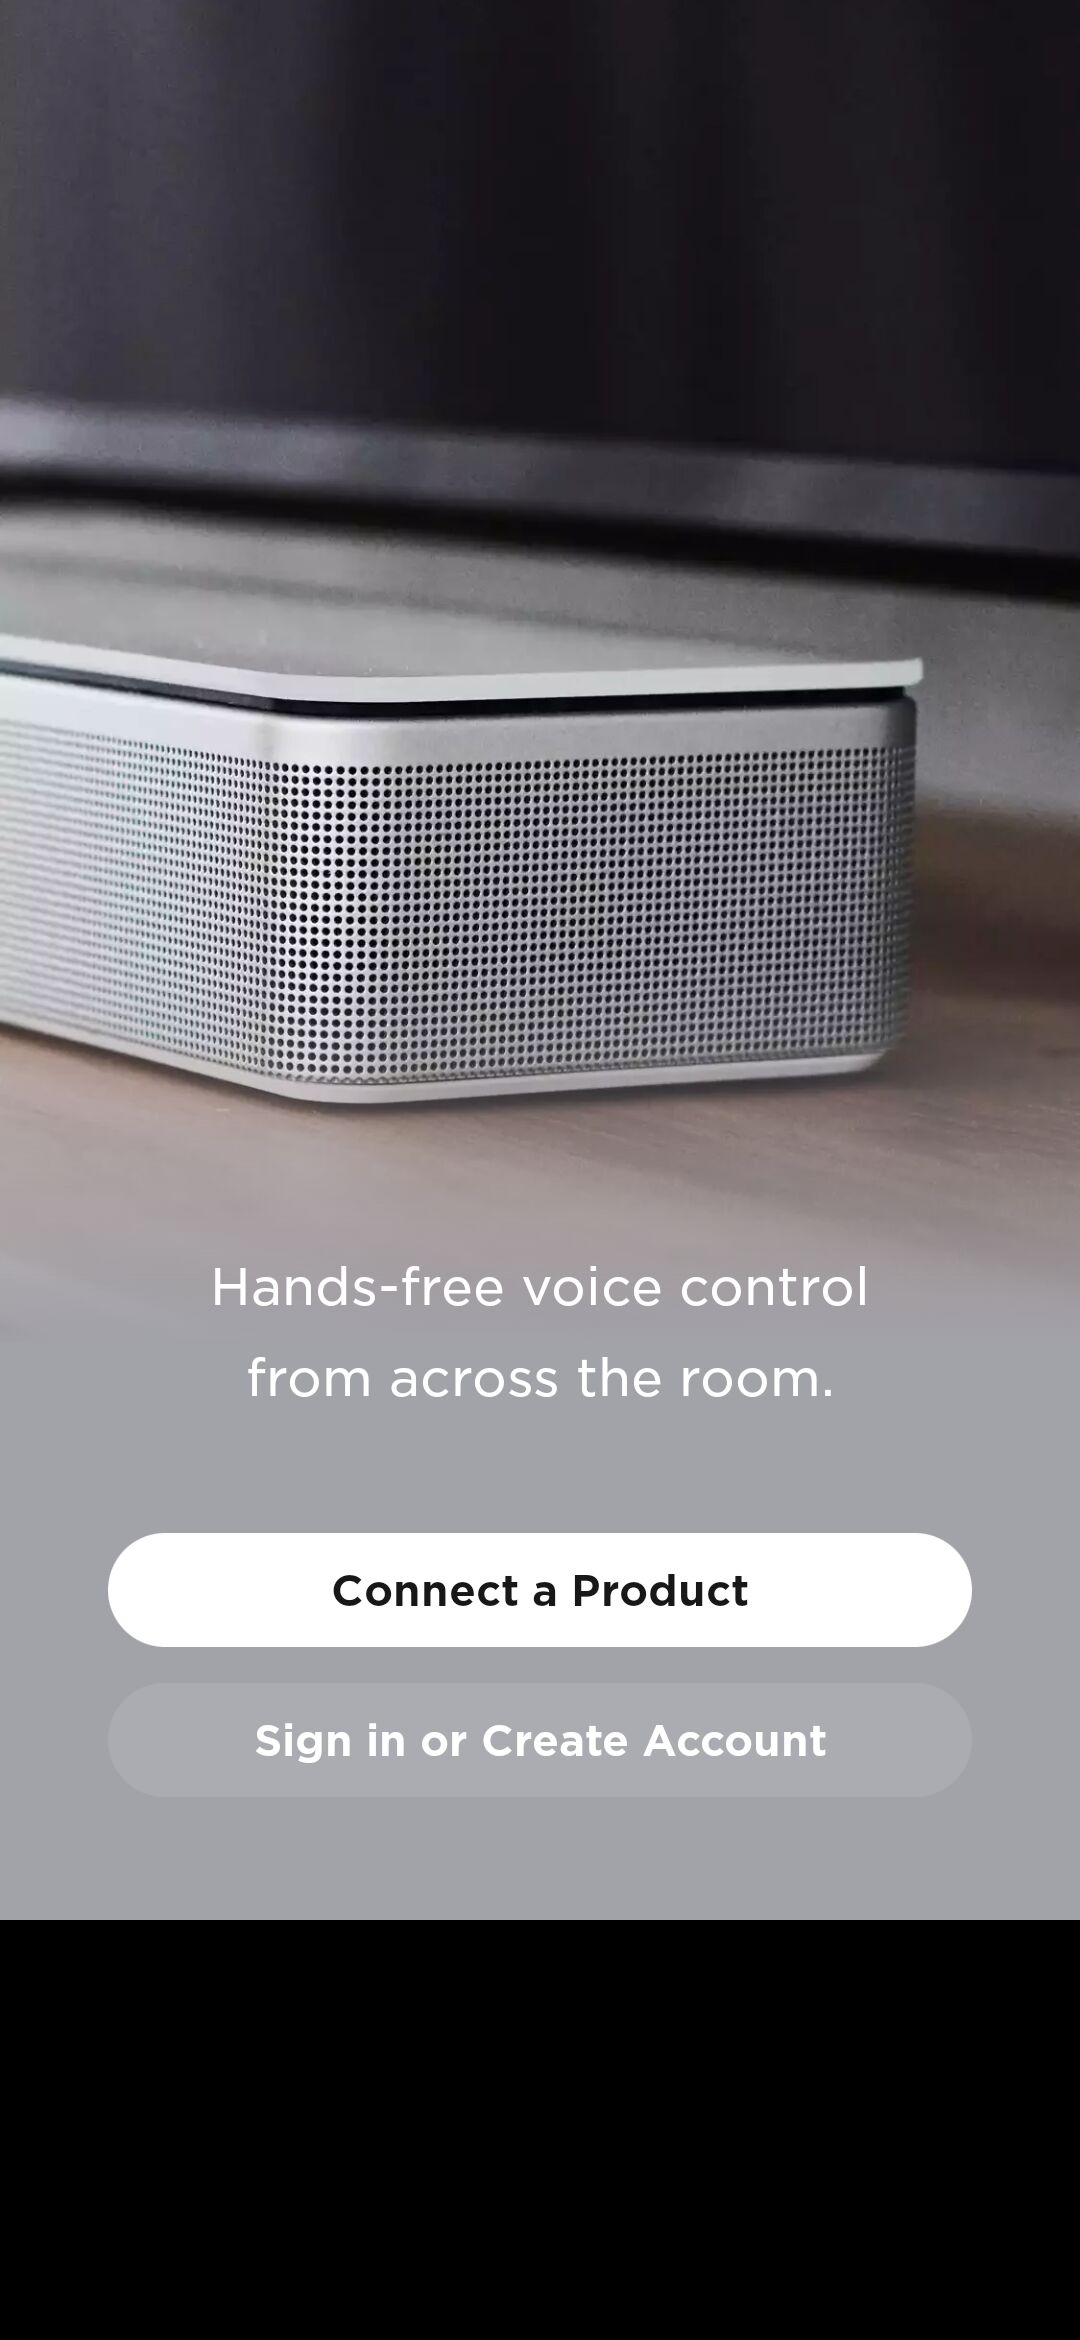 Hands-free voice control
from across the room.
Connect a Product
Sign in or Create Account